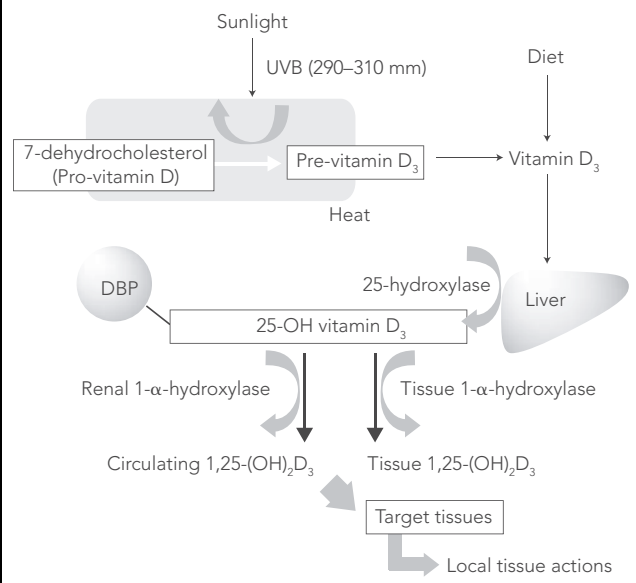 Sunlight
UVB (290–310 mm)
Diet
7-dehydrocholesterol
(Pro-vitamin D)
Pre-vitamin D₃
Vitamin D₃
Heat
DBP
25-hydroxylase
Liver
25-OH vitamin D₃
Renal 1-α-hydroxylase
Tissue 1-α-hydroxylase
Circulating 1,25-(OH)₂D₃
Tissue 1,25-(OH)₂D₃
Target tissues
Local tissue actions